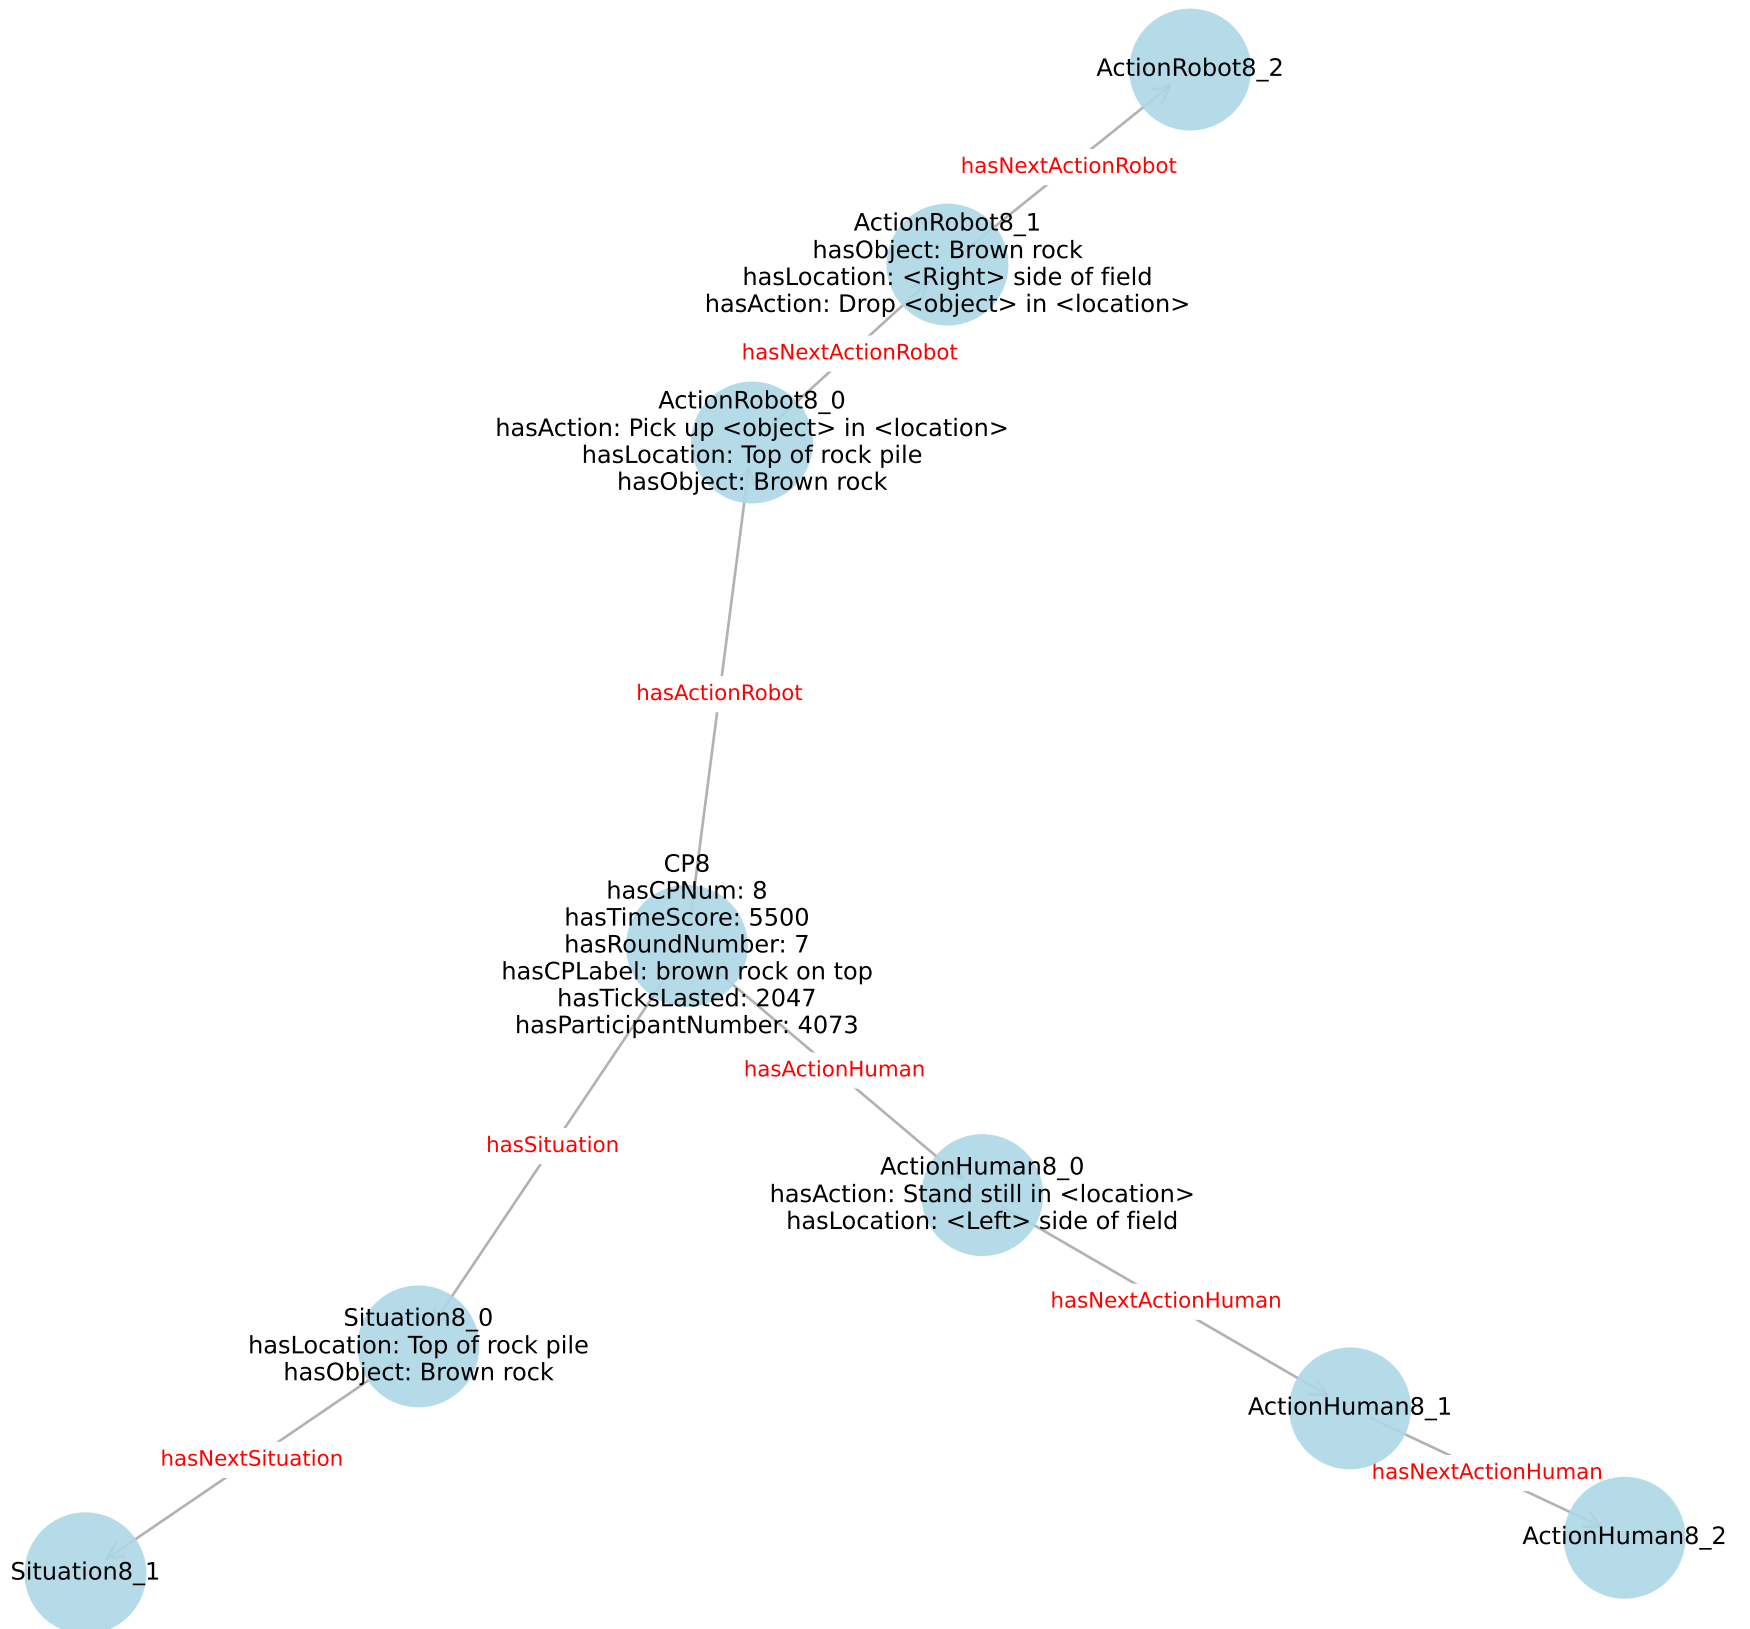 ActionRobot8_2
hasNextActionRobot
ActionRobot8_1
hasObject: Brown rock
hasLocation: <Right> side of field
hasAction: Drop <object> in <location>
hasNextActionRobot
ActionRobot8_0
hasAction: Pick up <object> in <location>
hasLocation: Top of rock pile
hasObject: Brown rock
hasActionRobot
CP8
hasCPNum: 8
hasTimeScore: 5500
hasRoundNumber: 7
hasCPLabel: brown rock on top
hasTicksLasted: 2047
hasParticipantNumber: 4073
hasActionHuman
hasSituation
ActionHuman8_0
hasAction: Stand still in <location>
hasLocation: <Left> side of field
hasNextActionHuman
Situation8_0
hasLocation: Top of rock pile
hasObject: Brown rock
ActionHuman8_1
hasNextSituation
hasNextActionHuman
ActionHuman8_2
Situation8_1